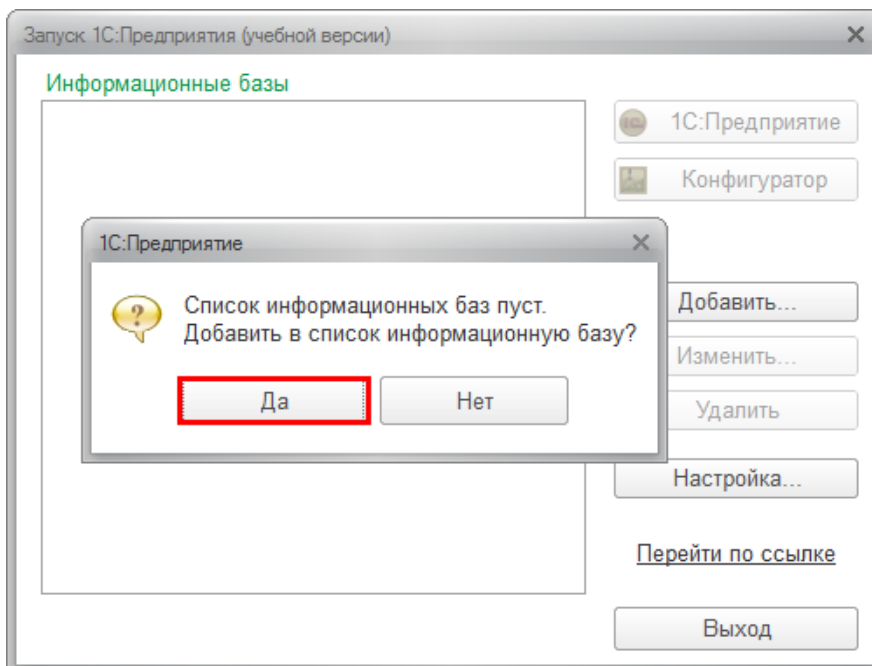 Запуск 1С:Предприятия (учебной версии)
Информационные базы
1С:Предприятие
Конфигуратор
1С:Предприятие
Список информационных баз пуст.
Добавить в список информационную базу?
Да
Нет
Добавить...
Изменить...
Удалить
Настройка...
Перейти по ссылке
Выход